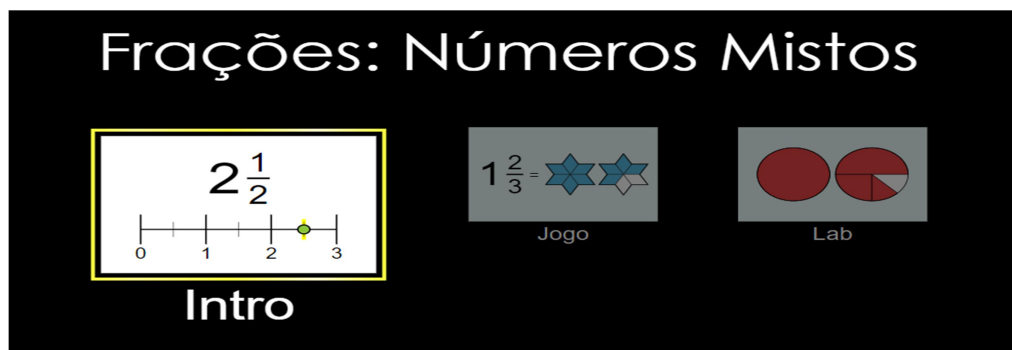 Frações: Números Mistos
2 1/2
0 1 2 3
Intro
1 2/3 =
Jogo
Lab